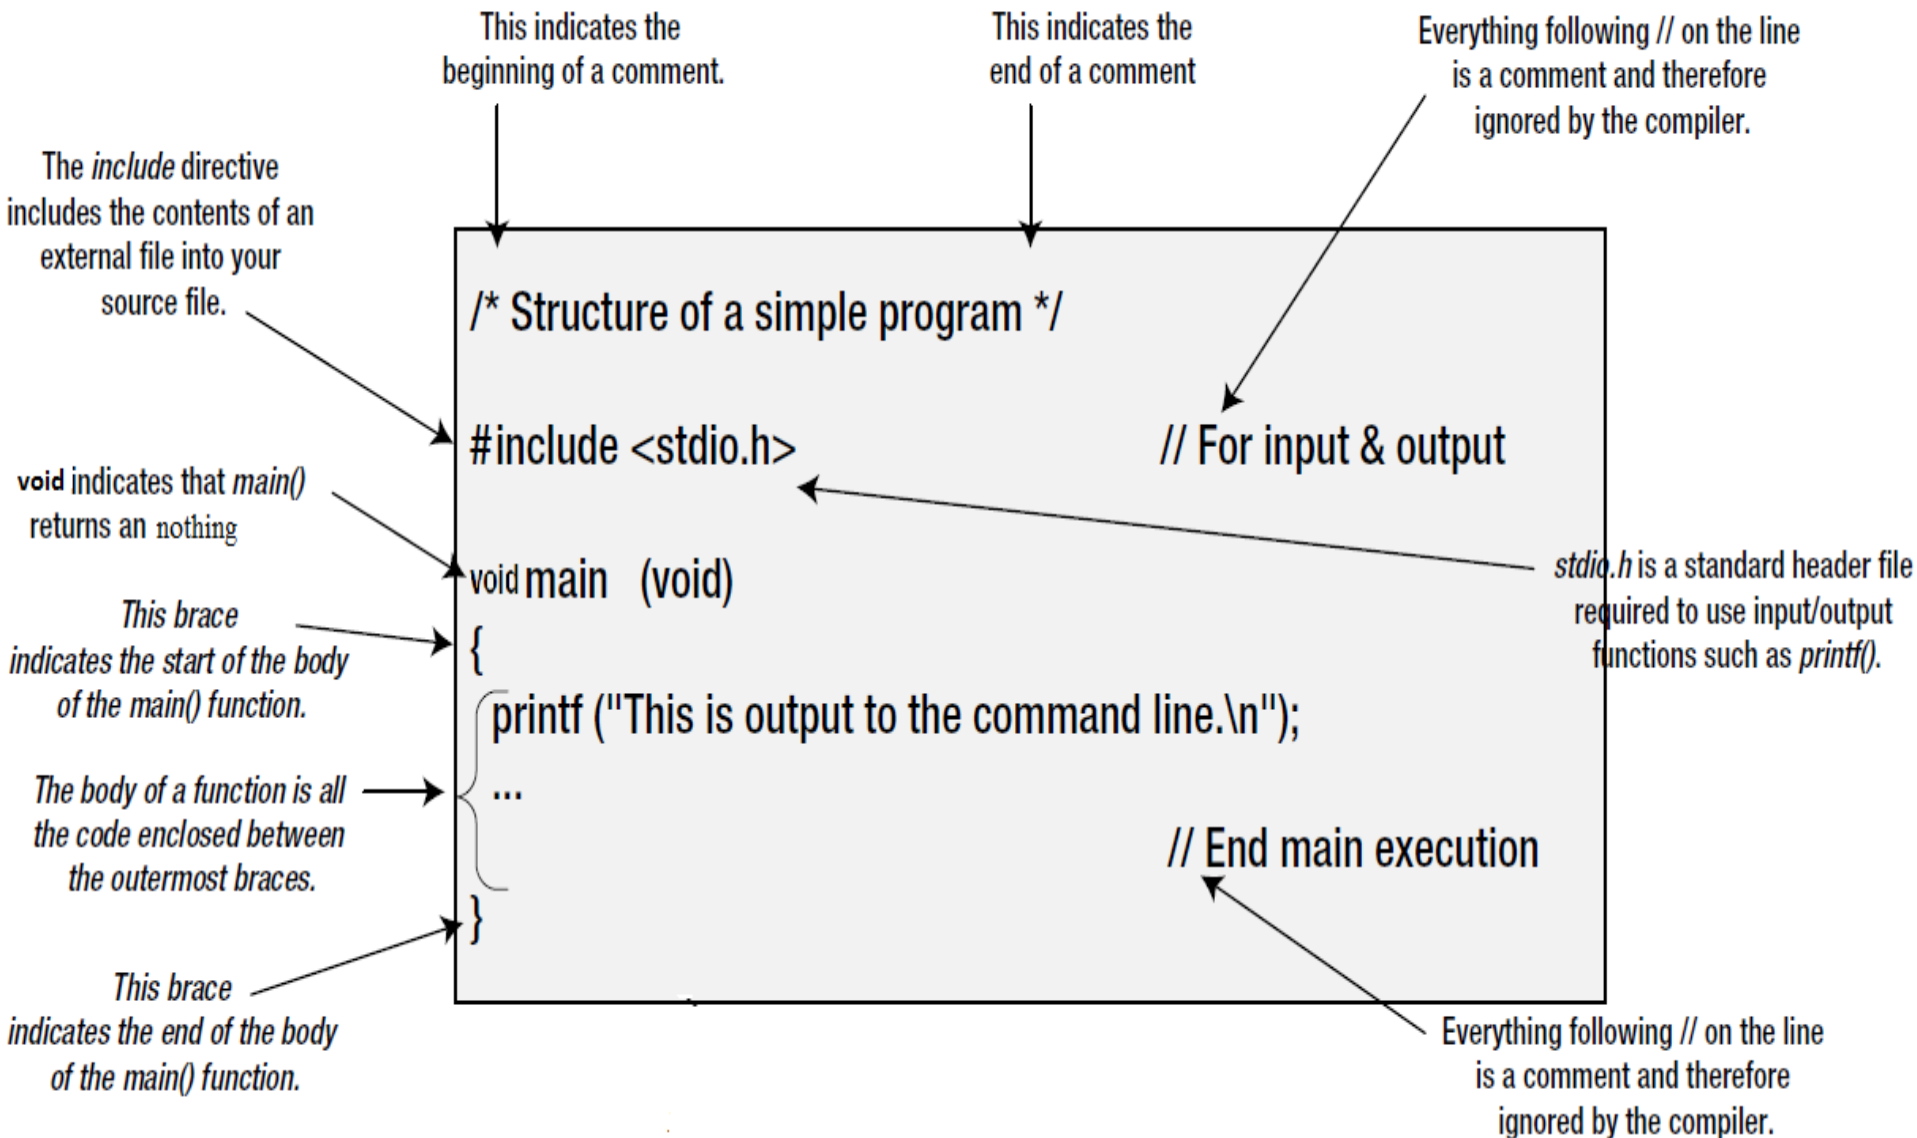 This indicates the
beginning of a comment.
This indicates the
end of a comment
Everything following // on the line
is a comment and therefore
ignored by the compiler.
The include directive
includes the contents of an
external file into your
source file.
/* Structure of a simple program */
#include <stdio.h> // For input & output
void indicates that main()
returns an nothing
void main (void)
stdio.h is a standard header file
required to use input/output
functions such as printf().
This brace
indicates the start of the body
of the main() function.
{
printf ("This is output to the command line.\n");
...
The body of a function is all
the code enclosed between
the outermost braces.
// End main execution
}
This brace
indicates the end of the body
of the main() function.
Everything following // on the line
is a comment and therefore
ignored by the compiler.